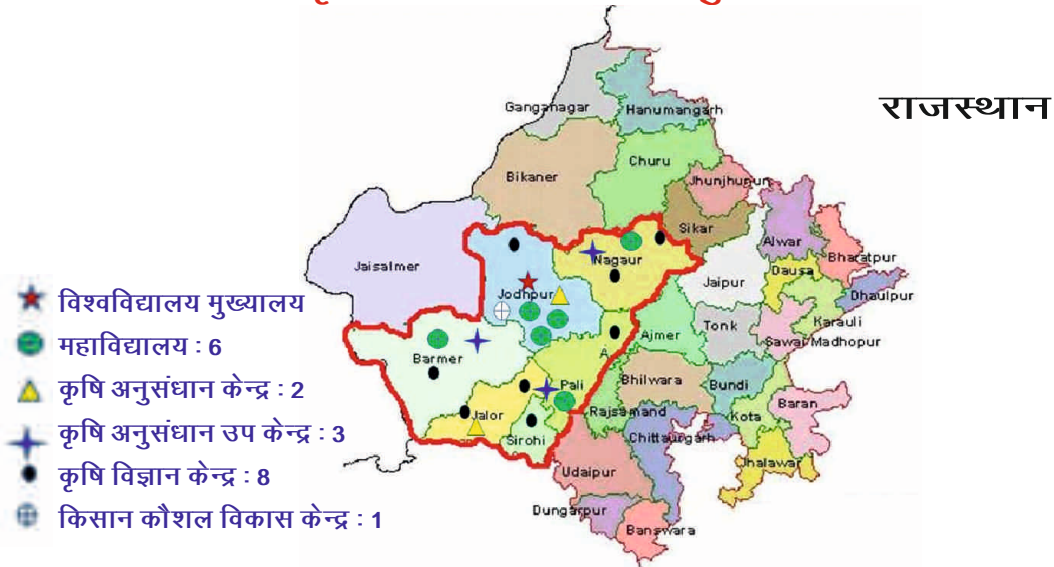 राजस्थान
Ganganagar
Hanumangarh
Churu
Bikaner
Jhunjhunun
Sikar
Alwar
Bharatpur
Nagaur
Jaisalmer
Jaipur
Dausa
Dhaulpur
Jodhpur
Karauli
Ajmer
Tonk
Sawai Madhopur
Barmer
Pali
Bhilwara
Bundi
Baran
Jalor
Rajsamand
Kota
Sirohi
Chittaurgarh
Jhalawar
Udaipur
Dungarpur
Banswara
विश्वविद्यालय मुख्यालय
महाविद्यालय : 6
कृषि अनुसंधान केन्द्र : 2
कृषि अनुसंधान उप केन्द्र : 3
कृषि विज्ञान केन्द्र : 8
किसान कौशल विकास केन्द्र : 1